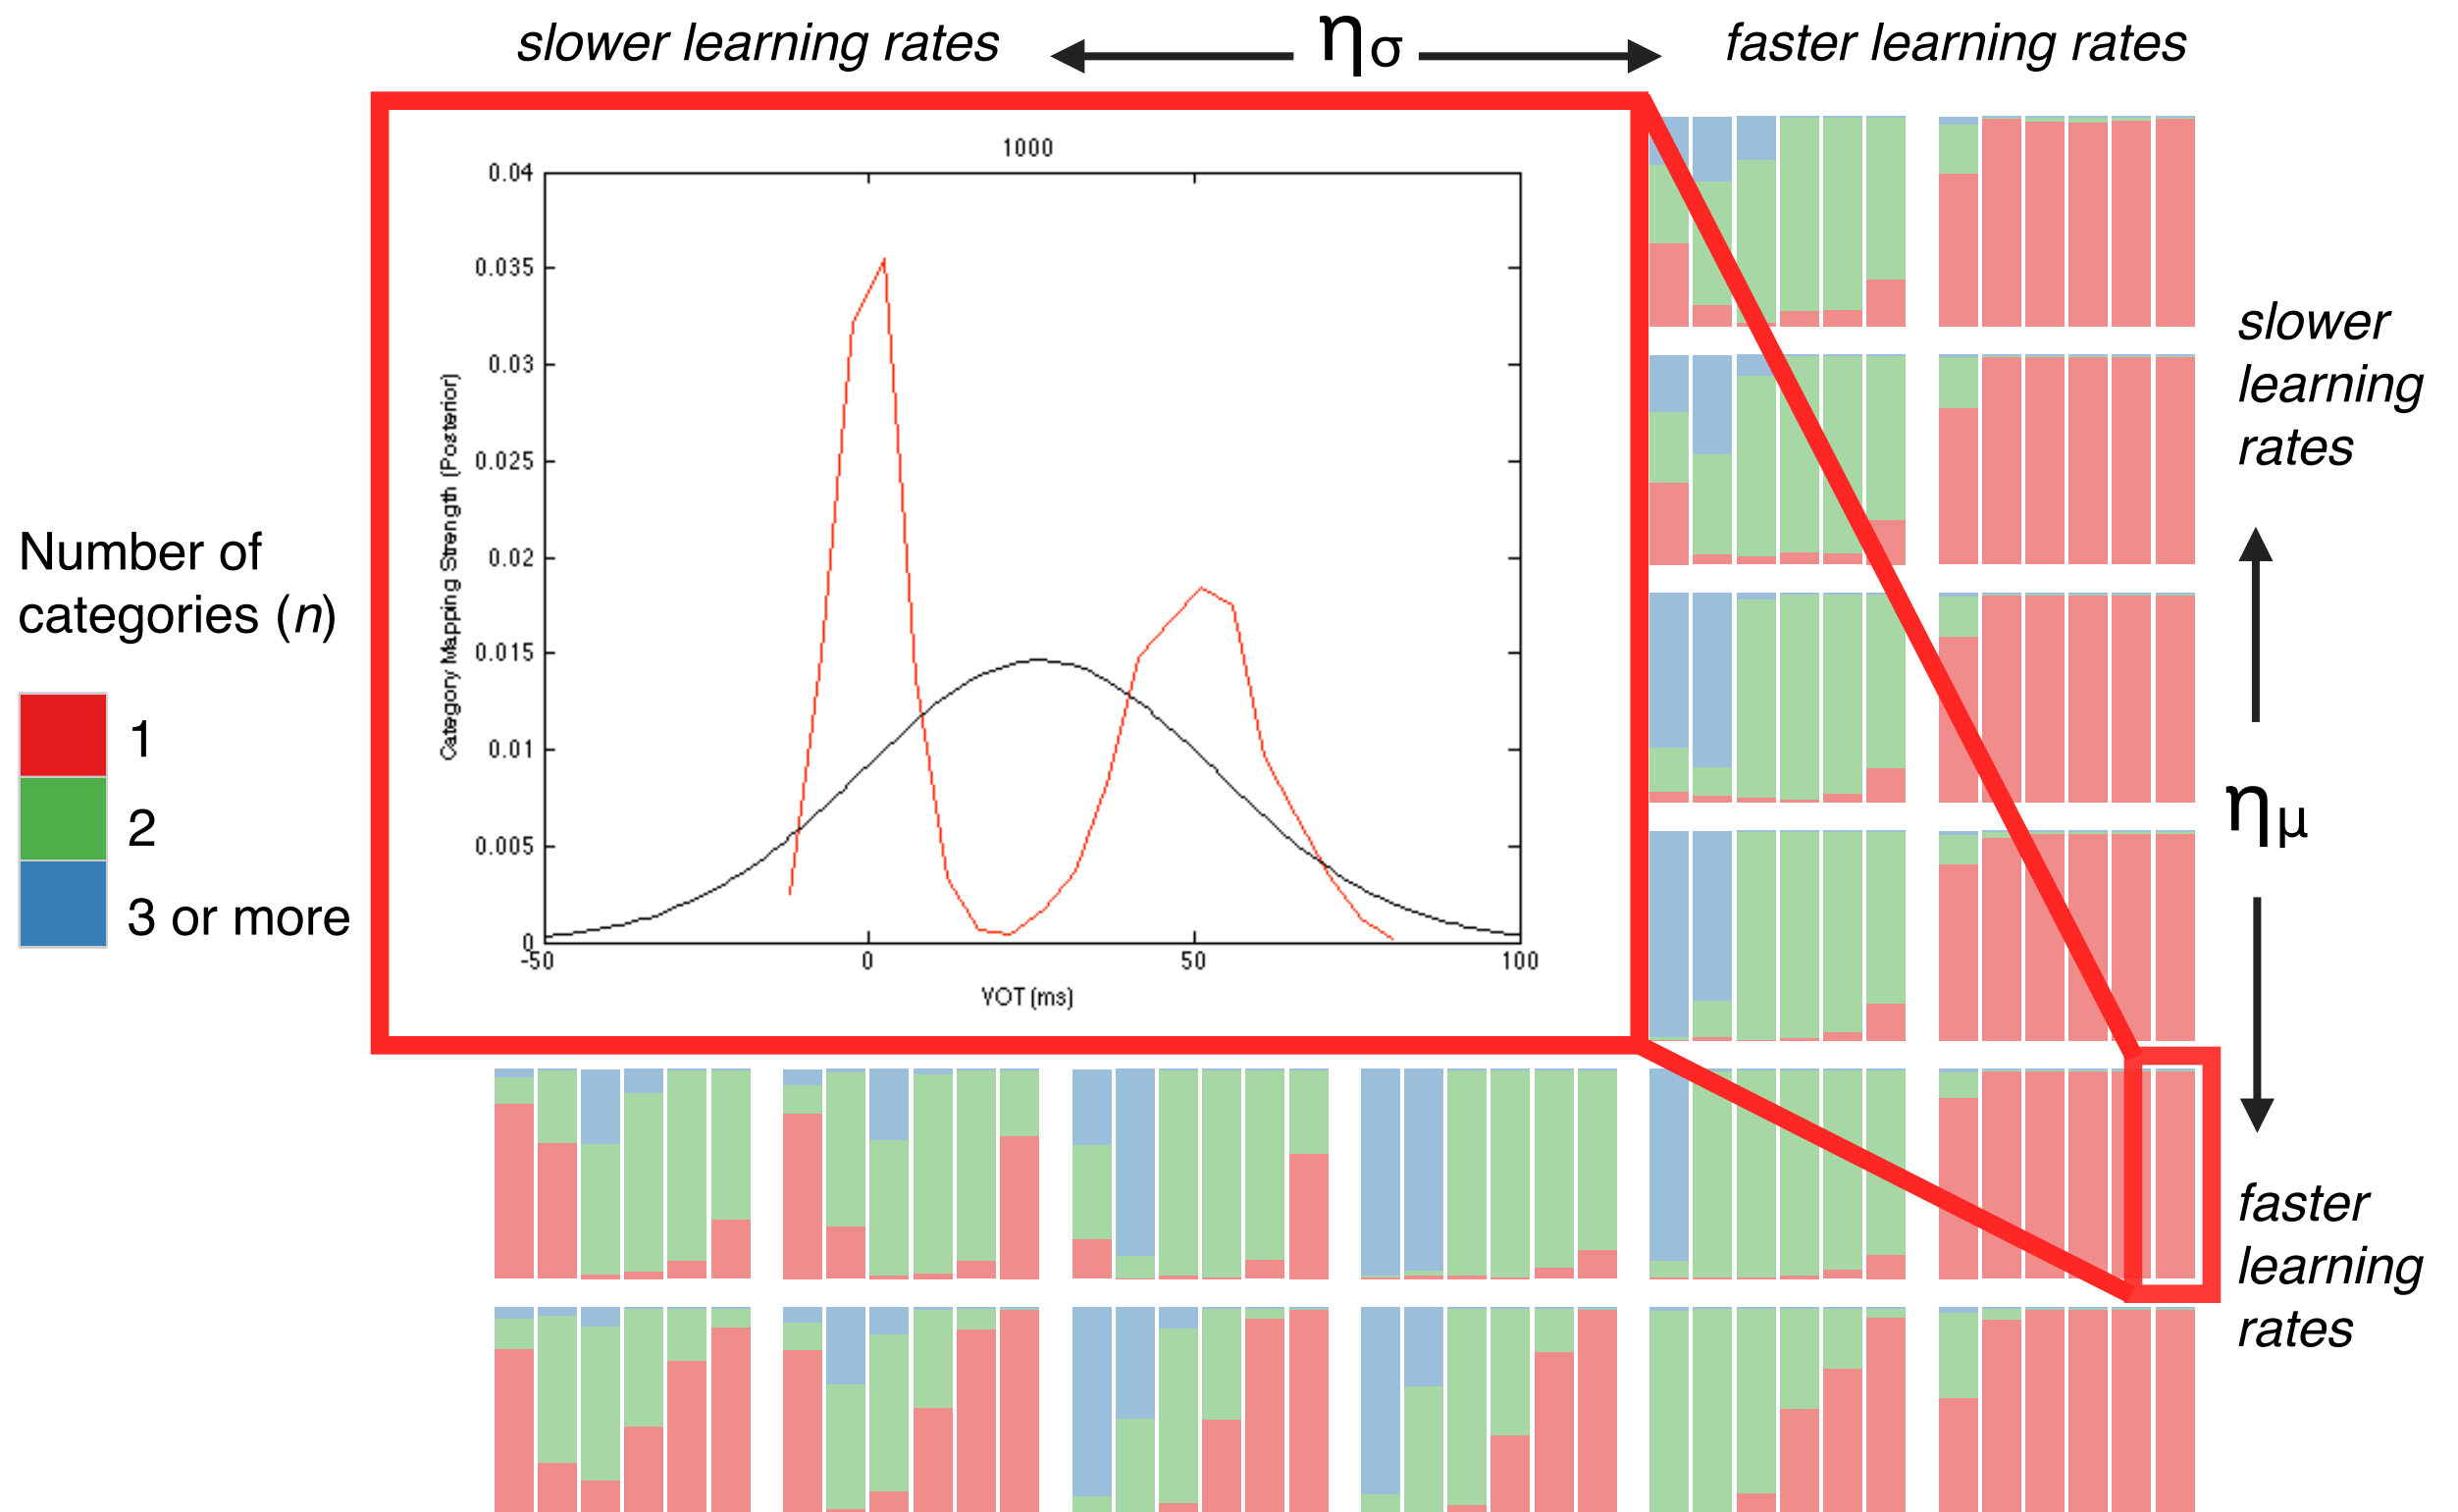 slower learning rates
ησ
faster learning rates
1000
0.04
0.035
0.03
0.025
0.02
0.015
0.01
0.005
0
-50
0
50
100
Category Mapping Strength (Posterior)
VOT (ms)
Number of
categories (n)
1
2
3 or more
slower
learning
rates
ημ
faster
learning
rates